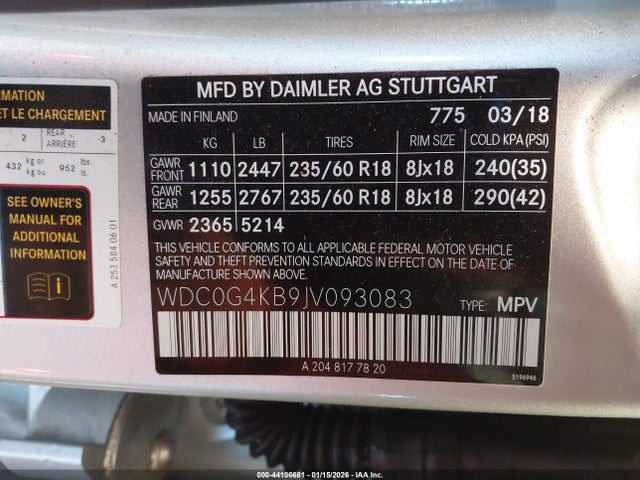 ORMATION
ET LE CHARGEMENT
2 REAR ARRIÈRE 3
432 kg or ou 952 lbs. lb.
SEE OWNER'S
MANUAL FOR
ADDITIONAL
INFORMATION
A 253 584 06 01
MFD BY DAIMLER AG STUTTGART
MADE IN FINLAND 775 03/18
KG LB TIRES RIM SIZE COLD KPA (PSI)
GAWR FRONT 1110 2447 235/60 R18 8Jx18 240(35)
GAWR REAR 1255 2767 235/60 R18 8Jx18 290(42)
GVWR 2365 5214
THIS VEHICLE CONFORMS TO ALL APPLICABLE FEDERAL MOTOR VEHICLE
SAFETY AND THEFT PREVENTION STANDARDS IN EFFECT ON THE DATE
OF MANUFACTURE SHOWN ABOVE.
WDC0G4KB9JV093083 TYPE: MPV
A 204 817 78 20
5196946
000-44106681 - 01/15/2026 - IAA Inc.